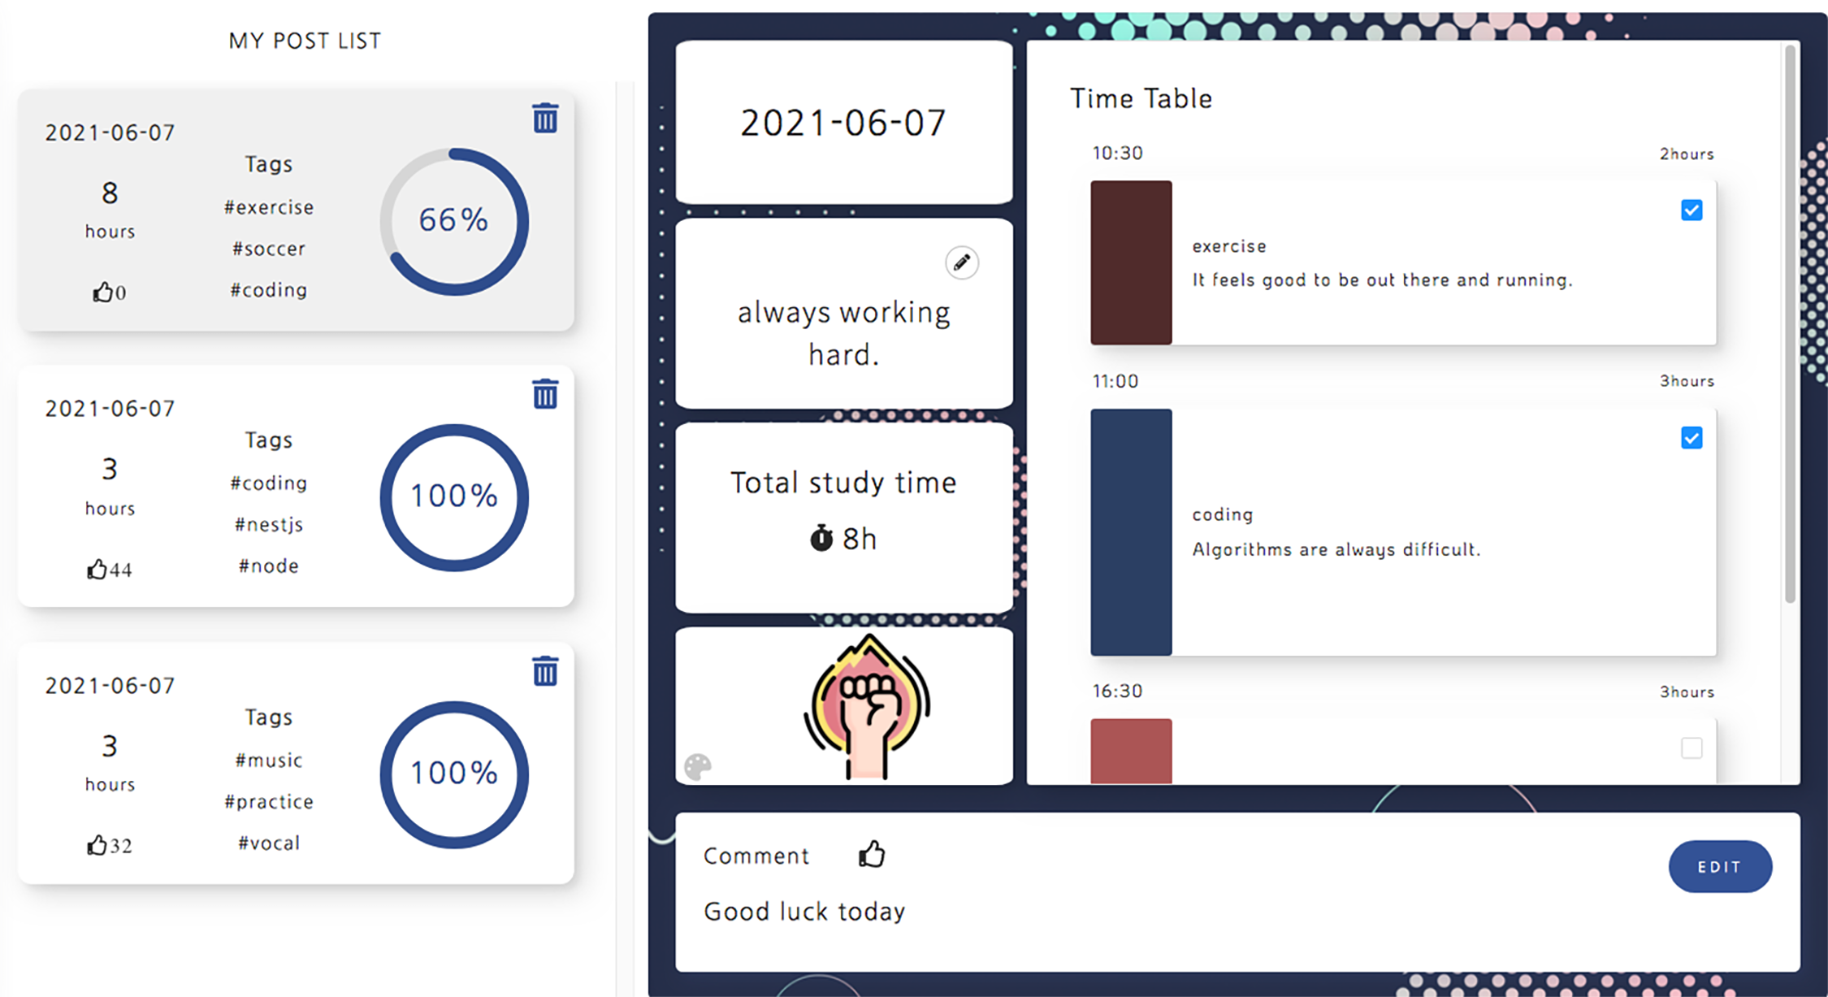 MY POST LIST
2021-06-07
8
hours
0
Tags
#exercise
#soccer
#coding
66%
2021-06-07
3
hours
44
Tags
#coding
#nestjs
#node
100%
2021-06-07
3
hours
32
Tags
#music
#practice
#vocal
100%
2021-06-07
always working
hard.
Total study time
8h
Time Table
10:30 2hours
exercise
It feels good to be out there and running.
11:00 3hours
coding
Algorithms are always difficult.
16:30 3hours
Comment
EDIT
Good luck today